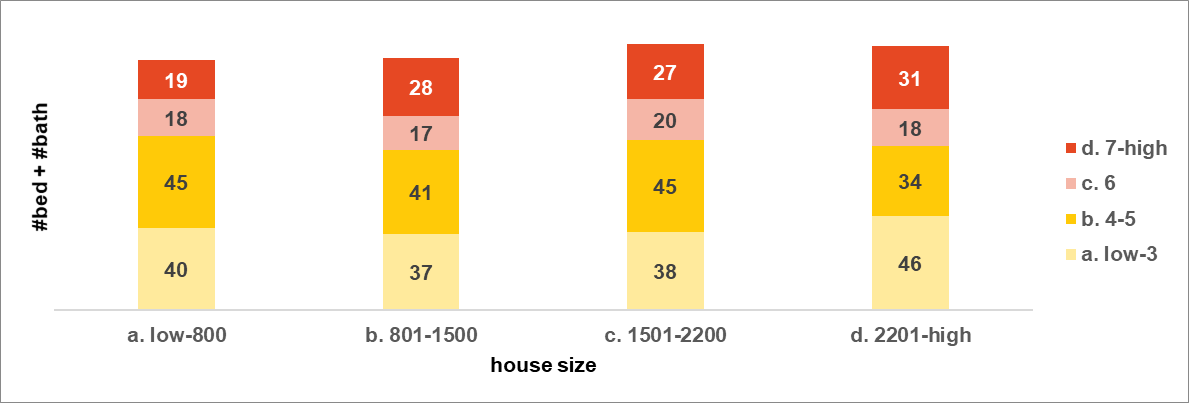 19 28 27 31
18 17 20 18
45 41 45 34
40 37 38 46
#bed + #bath
a. low-800 b. 801-1500 c. 1501-2200 d. 2201-high
house size
d. 7-high
c. 6
b. 4-5
a. low-3